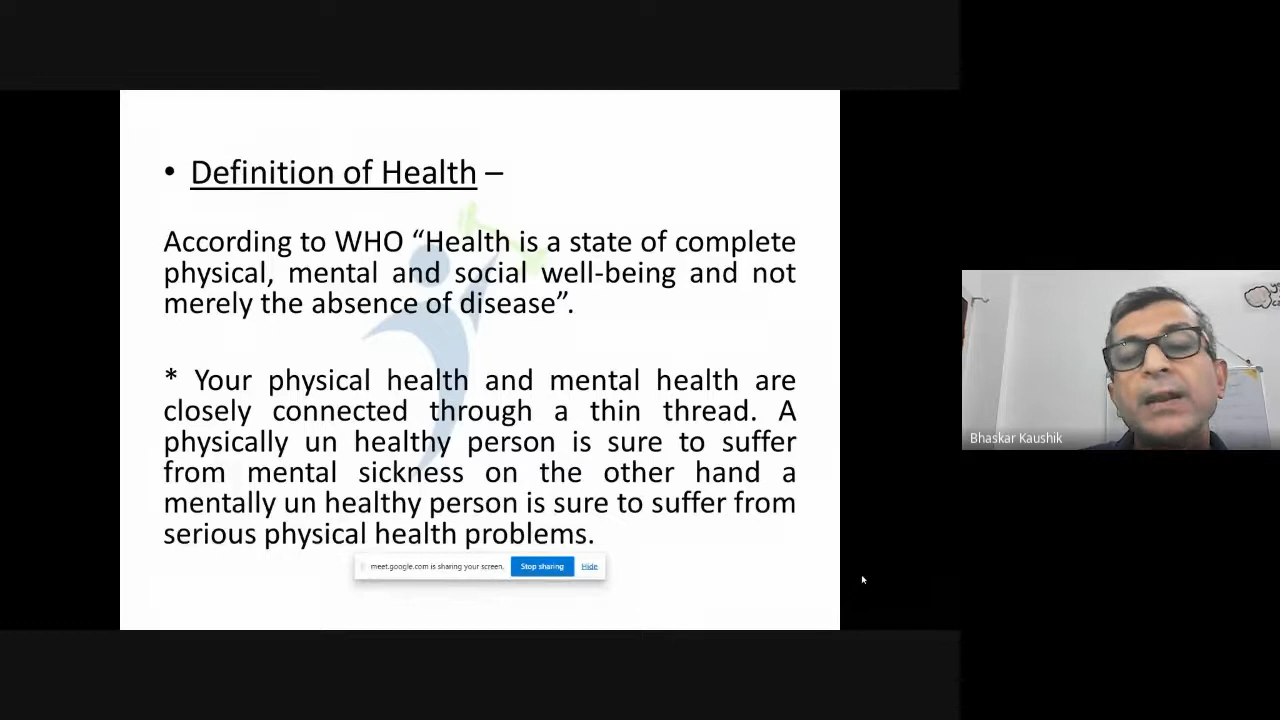 • Definition of Health –
According to WHO “Health is a state of complete
physical, mental and social well-being and not
merely the absence of disease”.
* Your physical health and mental health are
closely connected through a thin thread. A
physically un healthy person is sure to suffer
from mental sickness on the other hand a
mentally un healthy person is sure to suffer from
serious physical health problems.
meet.google.com is sharing your screen. Stop sharing Hide
Bhaskar Kaushik